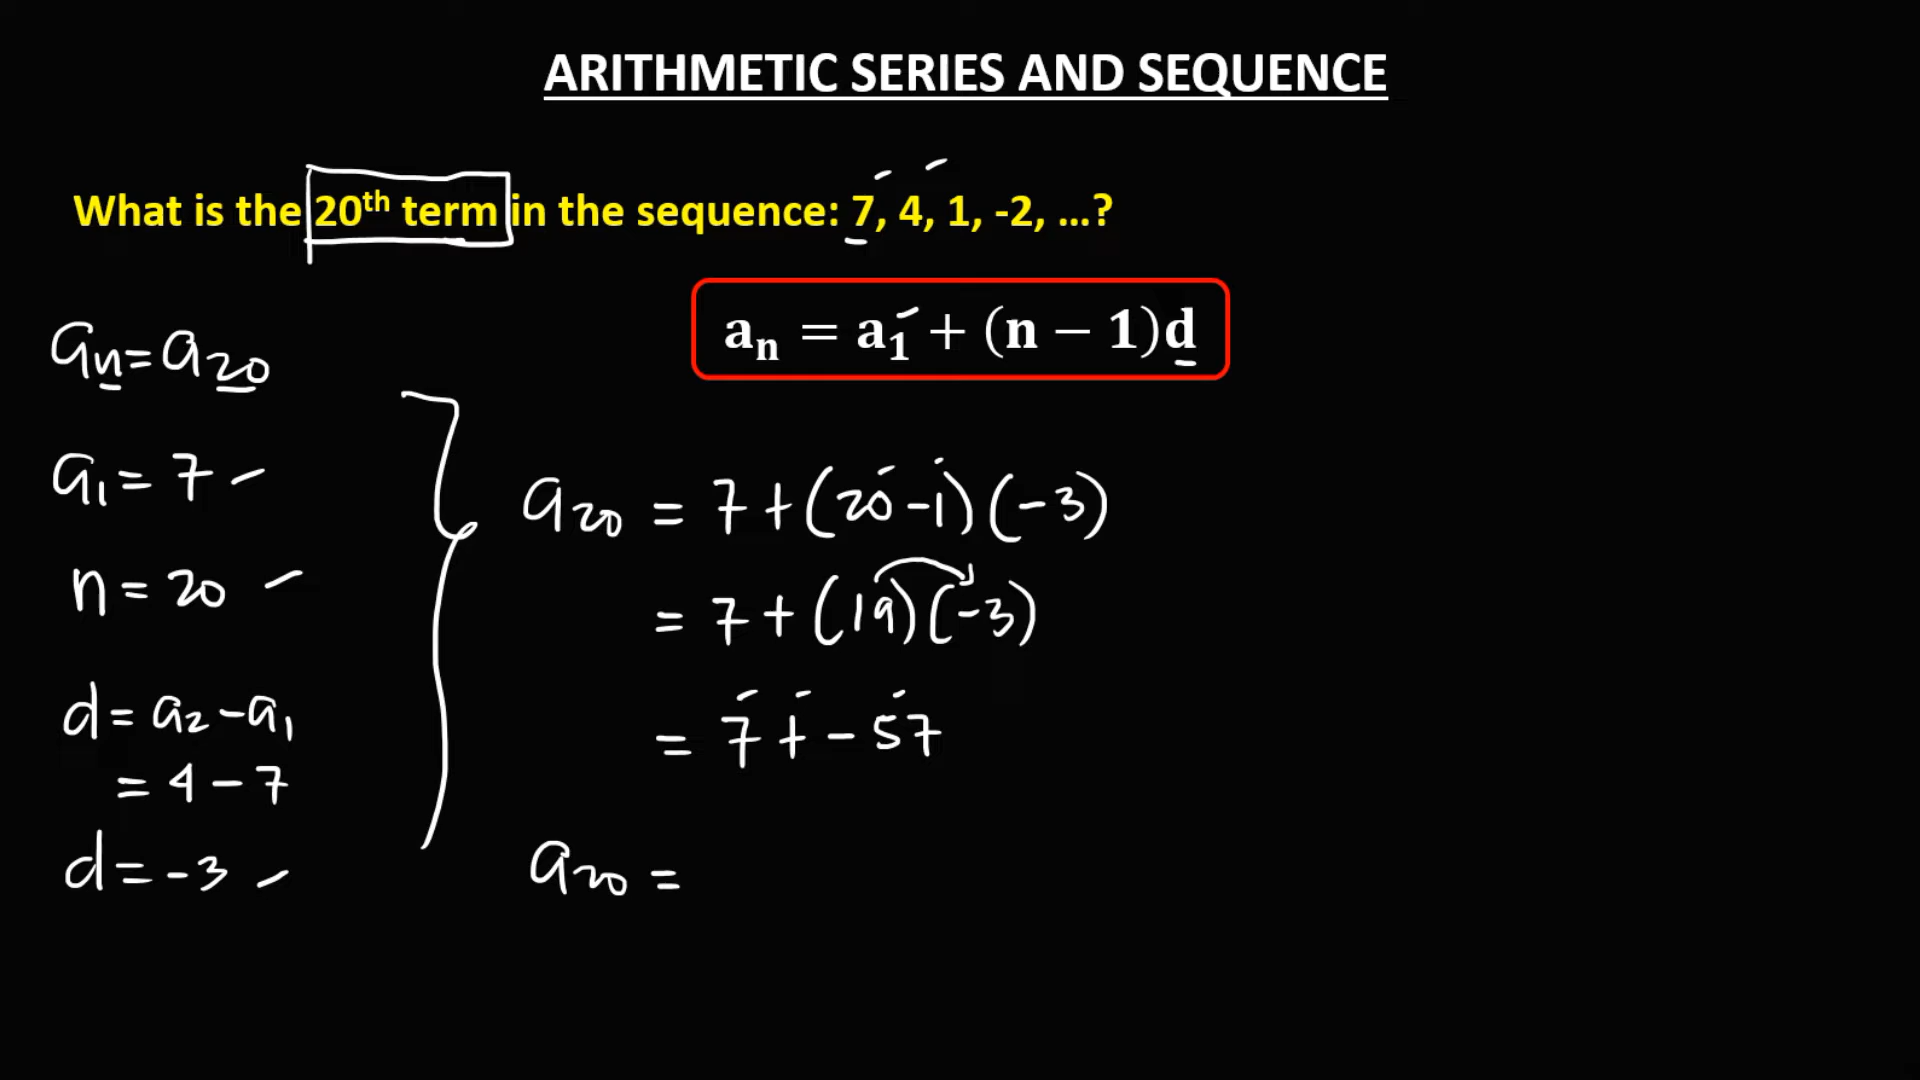 ARITHMETIC SERIES AND SEQUENCE
What is the 20th term in the sequence: 7, 4, 1, -2, ...?
aₙ = a₁ + (n − 1)d
aₙ = a₂₀
a₁ = 7
n = 20
d = a₂ - a₁
= 4 - 7
d = -3
a₂₀ = 7 + (20 - 1)(-3)
= 7 + (19)(-3)
= 7 + - 57
a₂₀ =